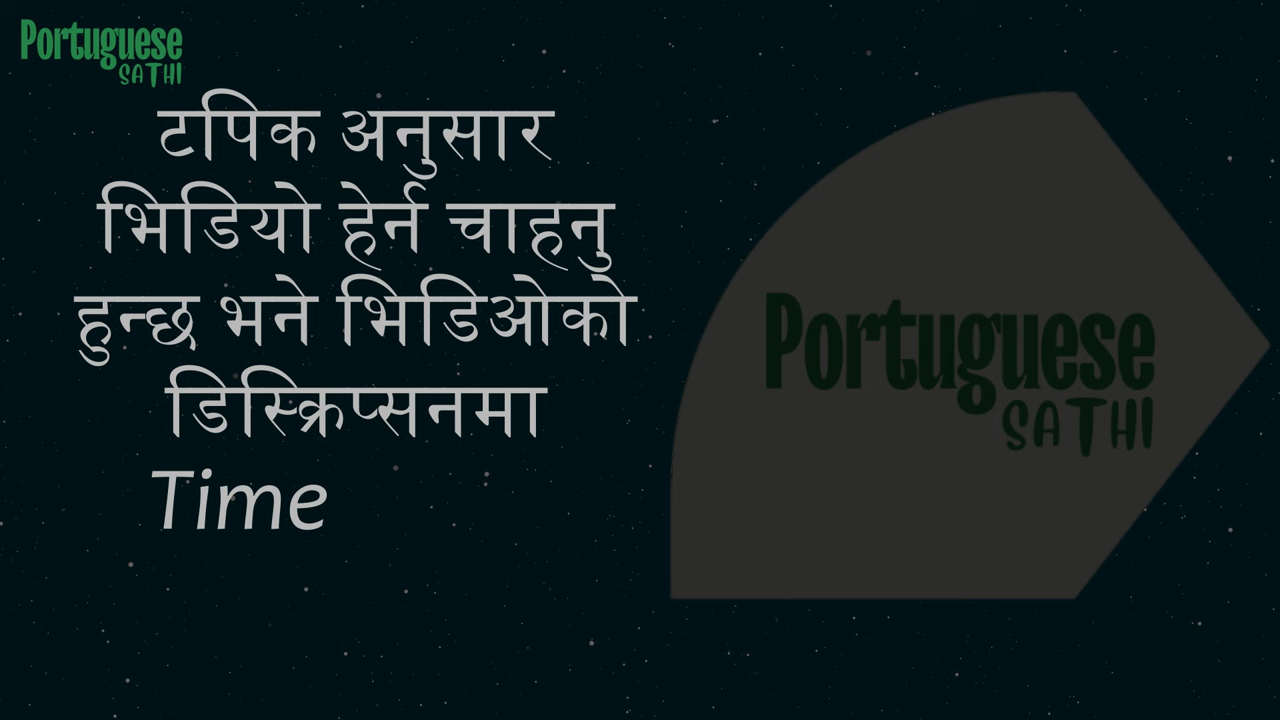 Portuguese
SATHI
टपिक अनुसार
भिडियो हेर्न चाहनु
हुन्छ भने भिडिओको
डिस्क्रिप्सनमा
Time
Portuguese
SATHI